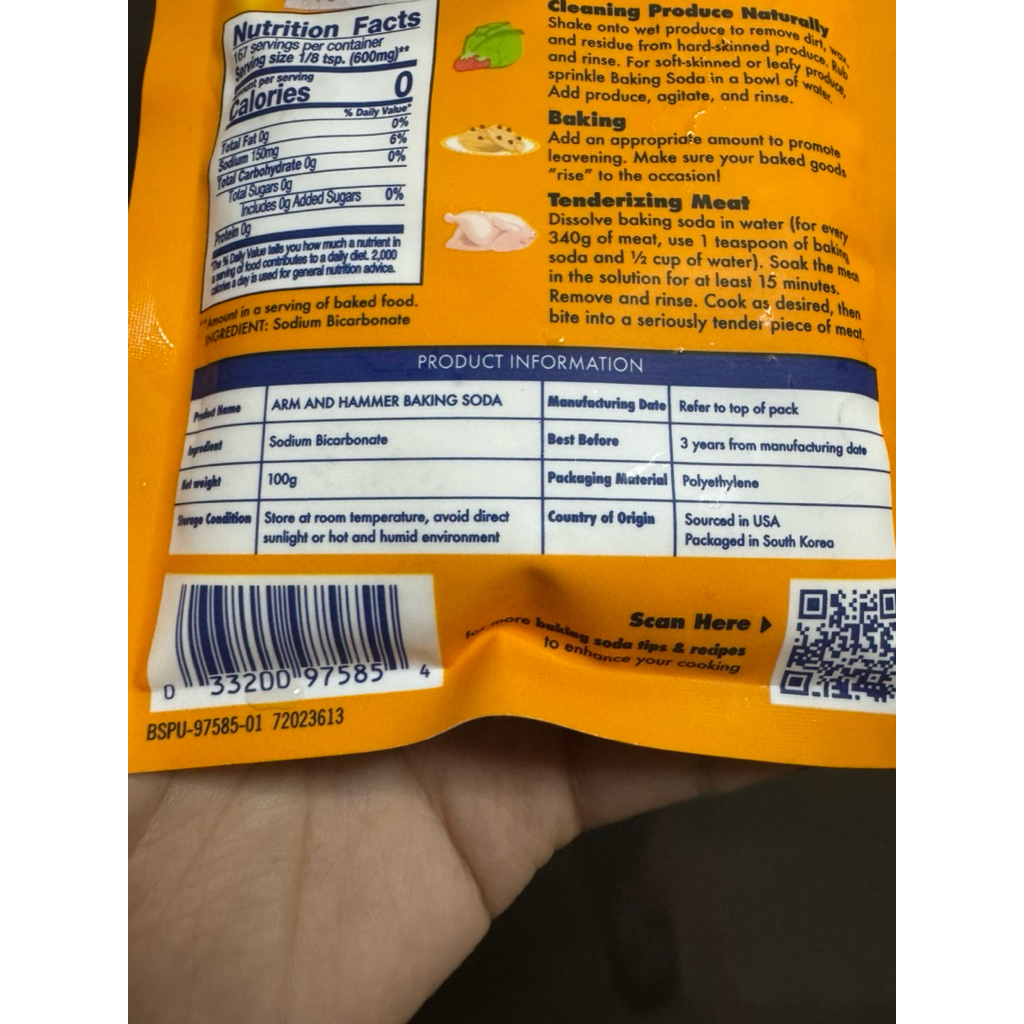 Nutrition Facts
167 servings per container
Serving size 1/8 tsp. (600mg)**
Amount per serving
Calories 0
% Daily Value*
Total Fat 0g 0%
Sodium 150mg 6%
Total Carbohydrate 0g 0%
Total Sugars 0g
Includes 0g Added Sugars 0%
Protein 0g
*The % Daily Value tells you how much a nutrient in
a serving of food contributes to a daily diet. 2,000
calories a day is used for general nutrition advice.
**Amount in a serving of baked food.
INGREDIENT: Sodium Bicarbonate
Cleaning Produce Naturally
Shake onto wet produce to remove dirt, wax,
and residue from hard-skinned produce. Rub
and rinse. For soft-skinned or leafy produce,
sprinkle Baking Soda in a bowl of water.
Add produce, agitate, and rinse.
Baking
Add an appropriate amount to promote
leavening. Make sure your baked goods
"rise" to the occasion!
Tenderizing Meat
Dissolve baking soda in water (for every
340g of meat, use 1 teaspoon of baking
soda and ½ cup of water). Soak the meat
in the solution for at least 15 minutes.
Remove and rinse. Cook as desired, then
bite into a seriously tender piece of meat.
PRODUCT INFORMATION
Product Name ARM AND HAMMER BAKING SODA Manufacturing Date Refer to top of pack
Ingredient Sodium Bicarbonate Best Before 3 years from manufacturing date
Net weight 100g Packaging Material Polyethylene
Storage Condition Store at room temperature, avoid direct Country of Origin Sourced in USA
sunlight or hot and humid environment Packaged in South Korea
Scan Here
for more baking soda tips & recipes
to enhance your cooking
0 33200 97585 4
BSPU-97585-01 72023613